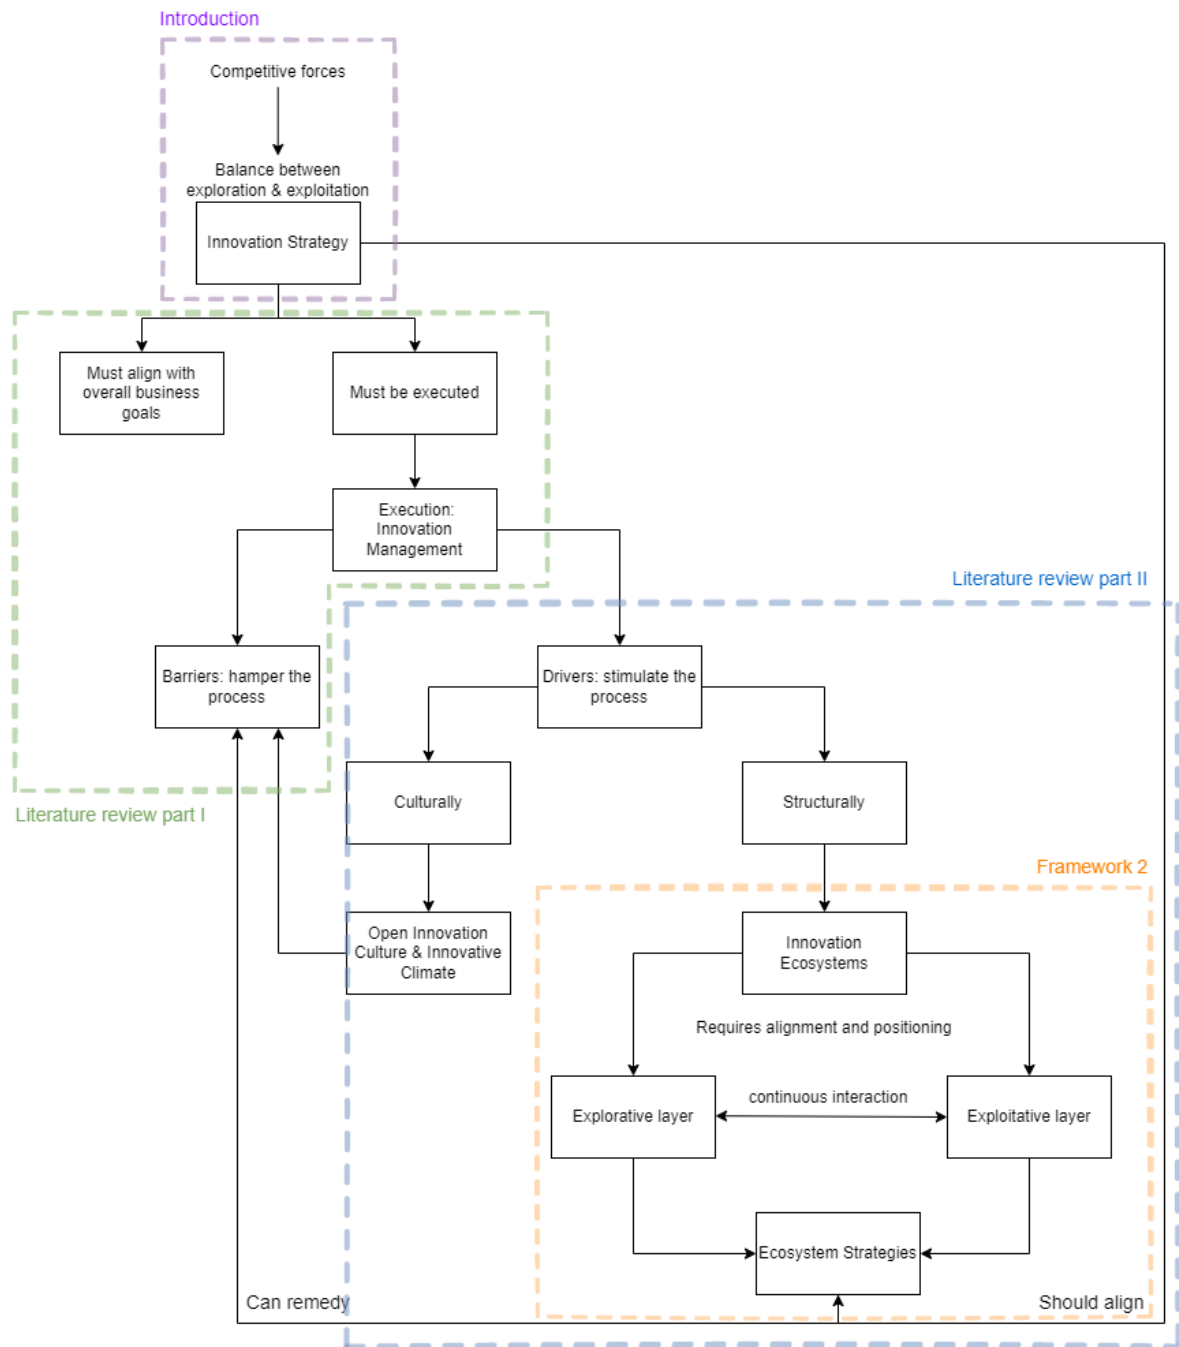 Introduction
Competitive forces
Balance between
exploration & exploitation
Innovation Strategy
Must align with
overall business
goals
Must be executed
Execution:
Innovation
Management
Literature review part II
Barriers: hamper the
process
Drivers: stimulate the
process
Literature review part I
Culturally
Structurally
Framework 2
Open Innovation
Culture & Innovative
Climate
Innovation
Ecosystems
Requires alignment and positioning
Explorative layer
continuous interaction
Exploitative layer
Ecosystem Strategies
Can remedy
Should align